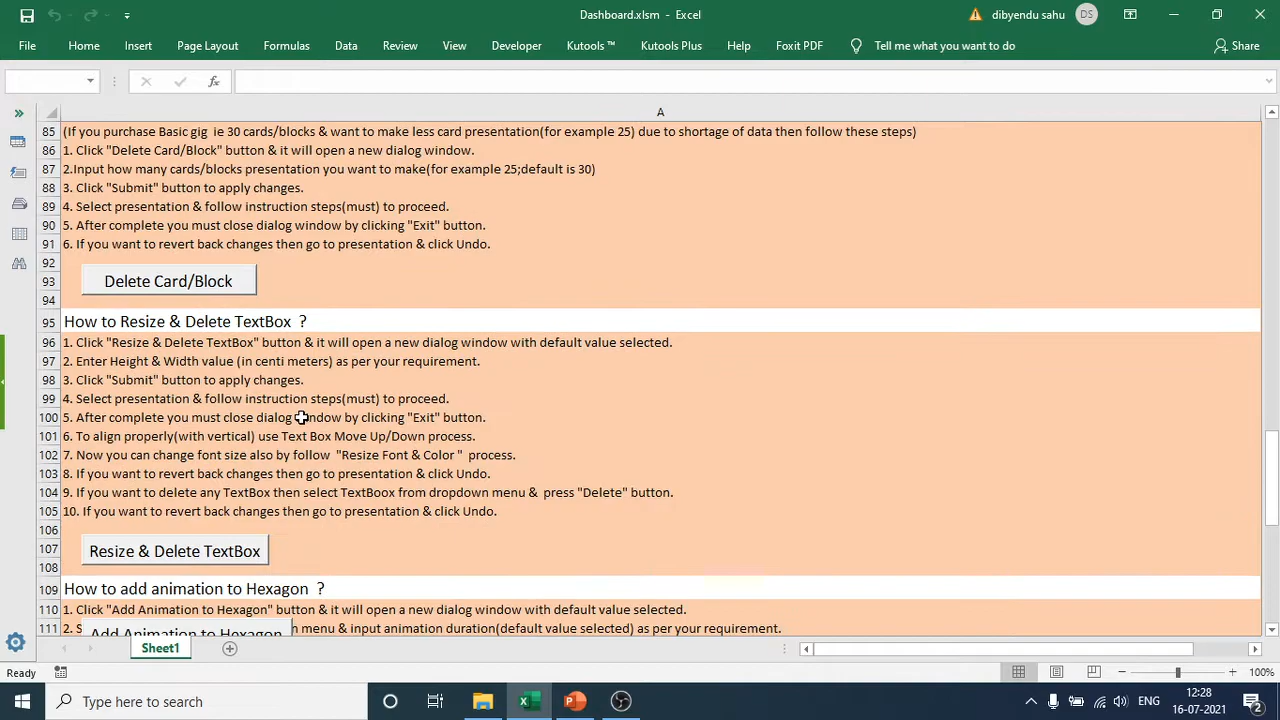 Dashboard.xlsm - Excel
dibyendu sahu
DS
File Home Insert Page Layout Formulas Data Review View Developer Kutools ™ Kutools Plus Help Foxit PDF Tell me what you want to do Share
fx
A
85 (If you purchase Basic gig ie 30 cards/blocks & want to make less card presentation(for example 25) due to shortage of data then follow these steps)
86 1. Click "Delete Card/Block" button & it will open a new dialog window.
87 2.Input how many cards/blocks presentation you want to make(for example 25;default is 30)
88 3. Click "Submit" button to apply changes.
89 4. Select presentation & follow instruction steps(must) to proceed.
90 5. After complete you must close dialog window by clicking "Exit" button.
91 6. If you want to revert back changes then go to presentation & click Undo.
92
93 Delete Card/Block
94
95 How to Resize & Delete TextBox ?
96 1. Click "Resize & Delete TextBox" button & it will open a new dialog window with default value selected.
97 2. Enter Height & Width value (in centi meters) as per your requirement.
98 3. Click "Submit" button to apply changes.
99 4. Select presentation & follow instruction steps(must) to proceed.
100 5. After complete you must close dialog window by clicking "Exit" button.
101 6. To align properly(with vertical) use Text Box Move Up/Down process.
102 7. Now you can change font size also by follow "Resize Font & Color " process.
103 8. If you want to revert back changes then go to presentation & click Undo.
104 9. If you want to delete any TextBox then select TextBoox from dropdown menu & press "Delete" button.
105 10. If you want to revert back changes then go to presentation & click Undo.
106
107 Resize & Delete TextBox
108
109 How to add animation to Hexagon ?
110 1. Click "Add Animation to Hexagon" button & it will open a new dialog window with default value selected.
111 2. S
Add Animation to Hexagon
menu & input animation duration(default value selected) as per your requirement.
Sheet1
Ready
100%
Type here to search
ENG
12:28
16-07-2021
2